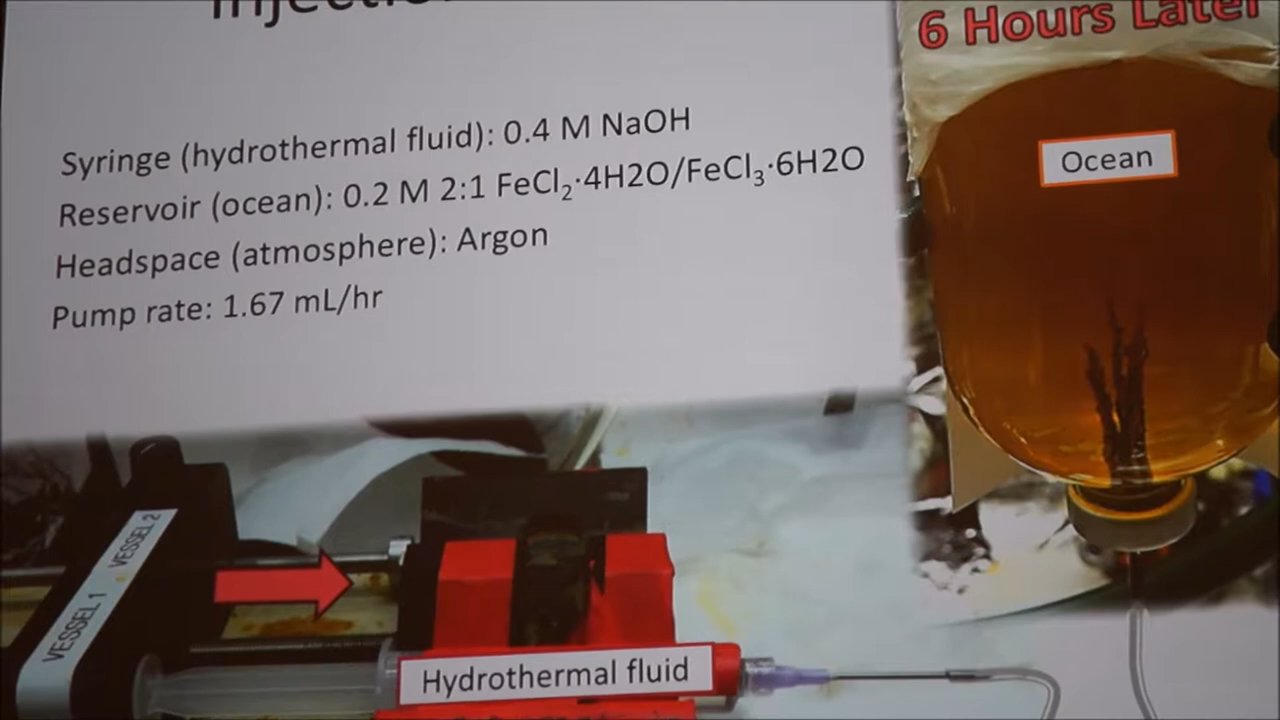 Injection
6 Hours Later
Syringe (hydrothermal fluid): 0.4 M NaOH
Reservoir (ocean): 0.2 M 2:1 FeCl₂·4H2O/FeCl₃·6H2O
Headspace (atmosphere): Argon
Pump rate: 1.67 mL/hr
Ocean
VESSEL 1 VESSEL 2
Hydrothermal fluid